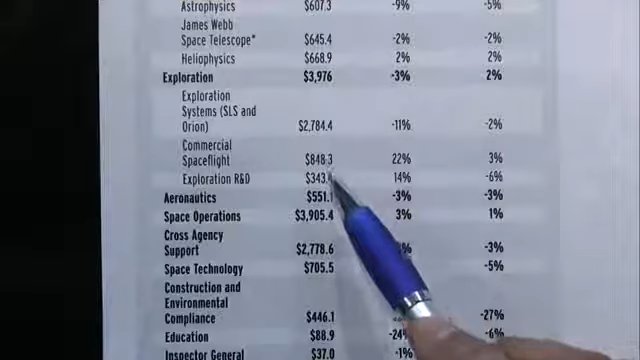 Astrophysics $607.3 -9% -5%
James Webb
Space Telescope* $645.4 -2% -2%
Heliophysics $668.9 2% 2%
Exploration $3,976 -3% 2%
Exploration
Systems (SLS and
Orion) $2,784.4 -11% -2%
Commercial
Spaceflight $848.3 22% 3%
Exploration R&D $343. 14% -6%
Aeronautics $551.1 -3% -3%
Space Operations $3,905.4 3% 1%
Cross Agency
Support $2,778.6 % -3%
Space Technology $705.5 -5%
Construction and
Environmental
Compliance $446.1 -27%
Education $88.9 -24% -6%
Inspector General $37.0 -1%